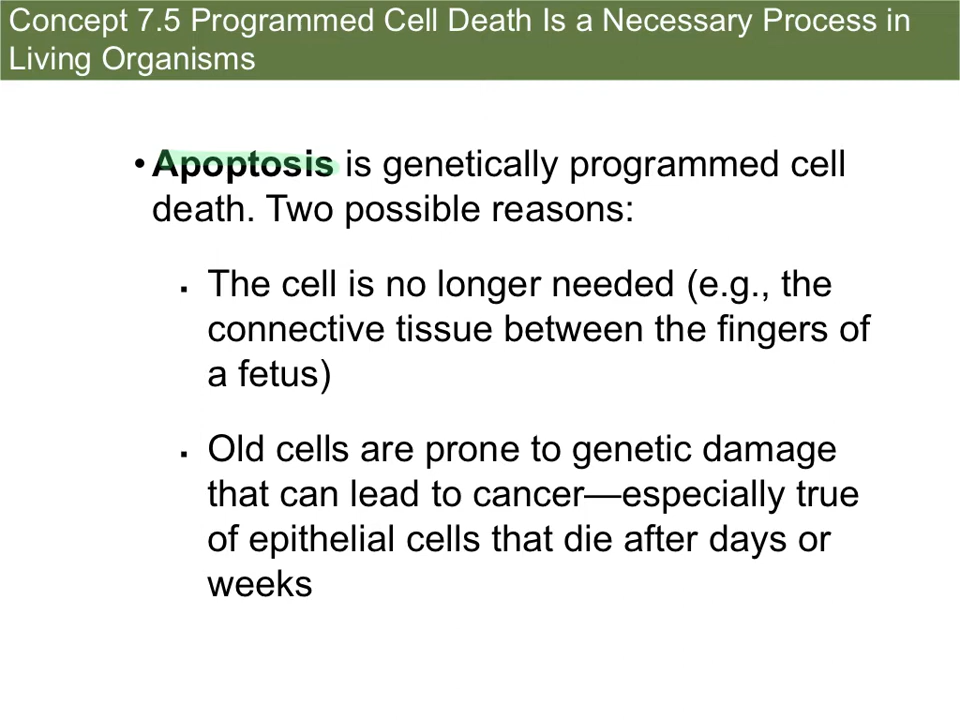 Concept 7.5 Programmed Cell Death Is a Necessary Process in
Living Organisms
• Apoptosis is genetically programmed cell
death. Two possible reasons:
▪ The cell is no longer needed (e.g., the
connective tissue between the fingers of
a fetus)
▪ Old cells are prone to genetic damage
that can lead to cancer—especially true
of epithelial cells that die after days or
weeks